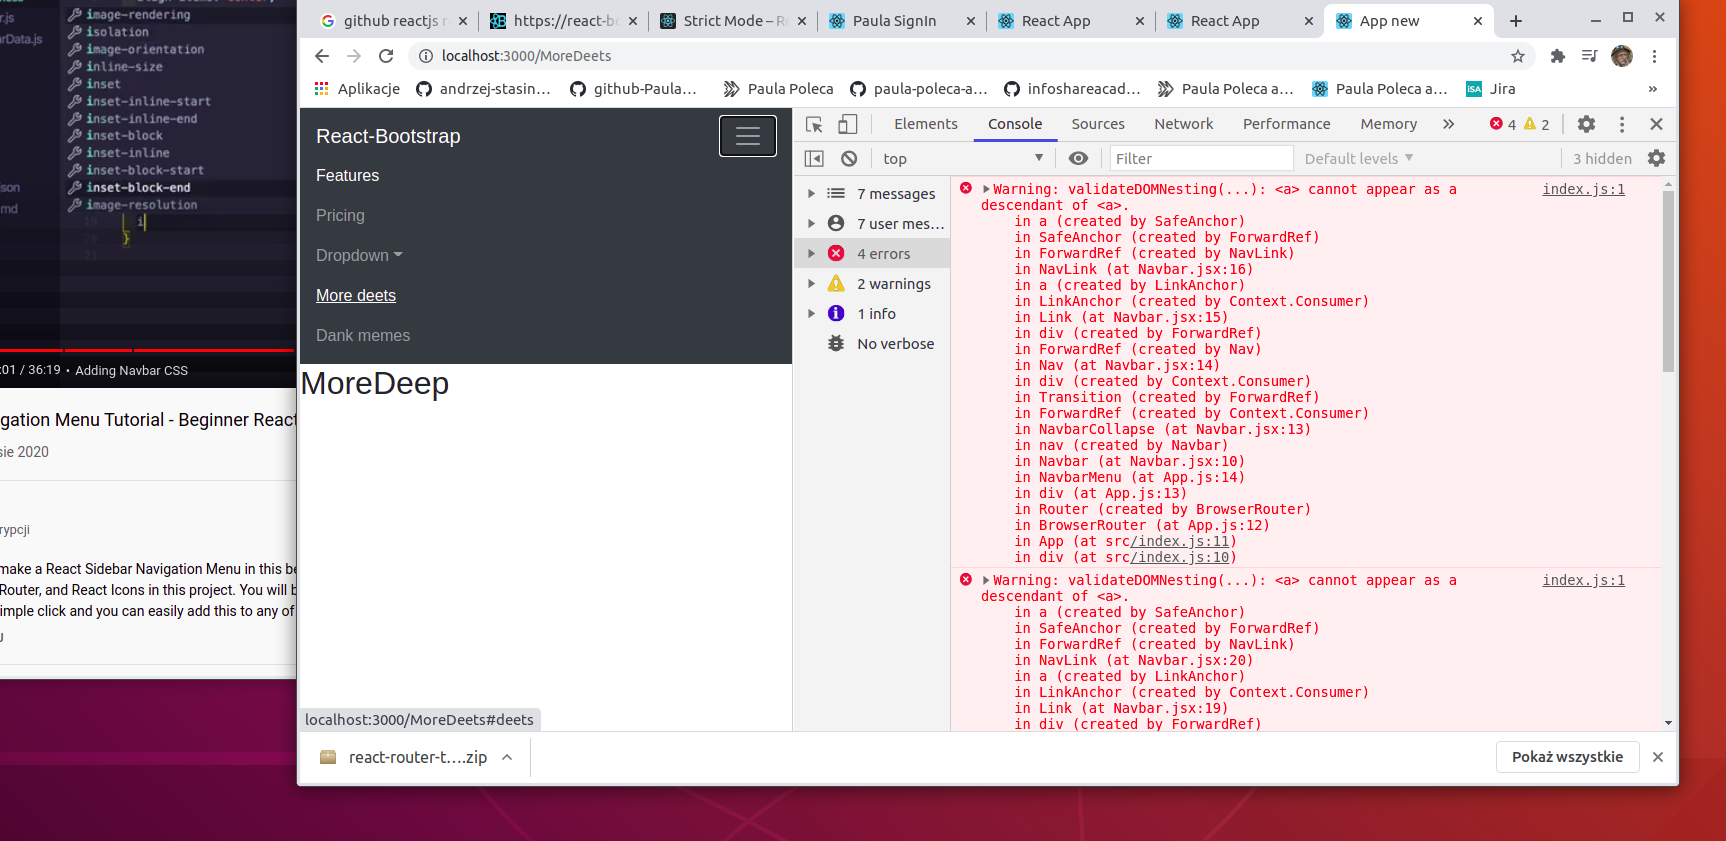 image-rendering
isolation
image-orientation
inline-size
inset
inset-inline-start
inset-inline-end
inset-block
inset-inline
inset-block-start
inset-block-end
image-resolution
19 i
20 }
21
r.js
arData.js
json
md
:01 / 36:19 • Adding Navbar CSS
gation Menu Tutorial - Beginner React
sie 2020
rypcji
make a React Sidebar Navigation Menu in this be
Router, and React Icons in this project. You will b
imple click and you can easily add this to any of
github reactjs r
https://react-bo
Strict Mode – R
Paula SignIn
React App
React App
App new
localhost:3000/MoreDeets
Aplikacje
andrzej-stasin...
github-Paula...
Paula Poleca
paula-poleca-a...
infoshareacad...
Paula Poleca a...
Paula Poleca a...
iSA Jira
»
React-Bootstrap
Features
Pricing
Dropdown
More deets
Dank memes
MoreDeep
localhost:3000/MoreDeets#deets
Elements Console Sources Network Performance Memory » 4 2
top Filter Default levels 3 hidden
7 messages
7 user mes...
4 errors
2 warnings
1 info
No verbose
Warning: validateDOMNesting(...): <a> cannot appear as a index.js:1
descendant of <a>.
in a (created by SafeAnchor)
in SafeAnchor (created by ForwardRef)
in ForwardRef (created by NavLink)
in NavLink (at Navbar.jsx:16)
in a (created by LinkAnchor)
in LinkAnchor (created by Context.Consumer)
in Link (at Navbar.jsx:15)
in div (created by ForwardRef)
in ForwardRef (created by Nav)
in Nav (at Navbar.jsx:14)
in div (created by Context.Consumer)
in Transition (created by ForwardRef)
in ForwardRef (created by Context.Consumer)
in NavbarCollapse (at Navbar.jsx:13)
in nav (created by Navbar)
in Navbar (at Navbar.jsx:10)
in NavbarMenu (at App.js:14)
in div (at App.js:13)
in Router (created by BrowserRouter)
in BrowserRouter (at App.js:12)
in App (at src/index.js:11)
in div (at src/index.js:10)
Warning: validateDOMNesting(...): <a> cannot appear as a index.js:1
descendant of <a>.
in a (created by SafeAnchor)
in SafeAnchor (created by ForwardRef)
in ForwardRef (created by NavLink)
in NavLink (at Navbar.jsx:20)
in a (created by LinkAnchor)
in LinkAnchor (created by Context.Consumer)
in Link (at Navbar.jsx:19)
in div (created by ForwardRef)
react-router-t....zip
Pokaż wszystkie